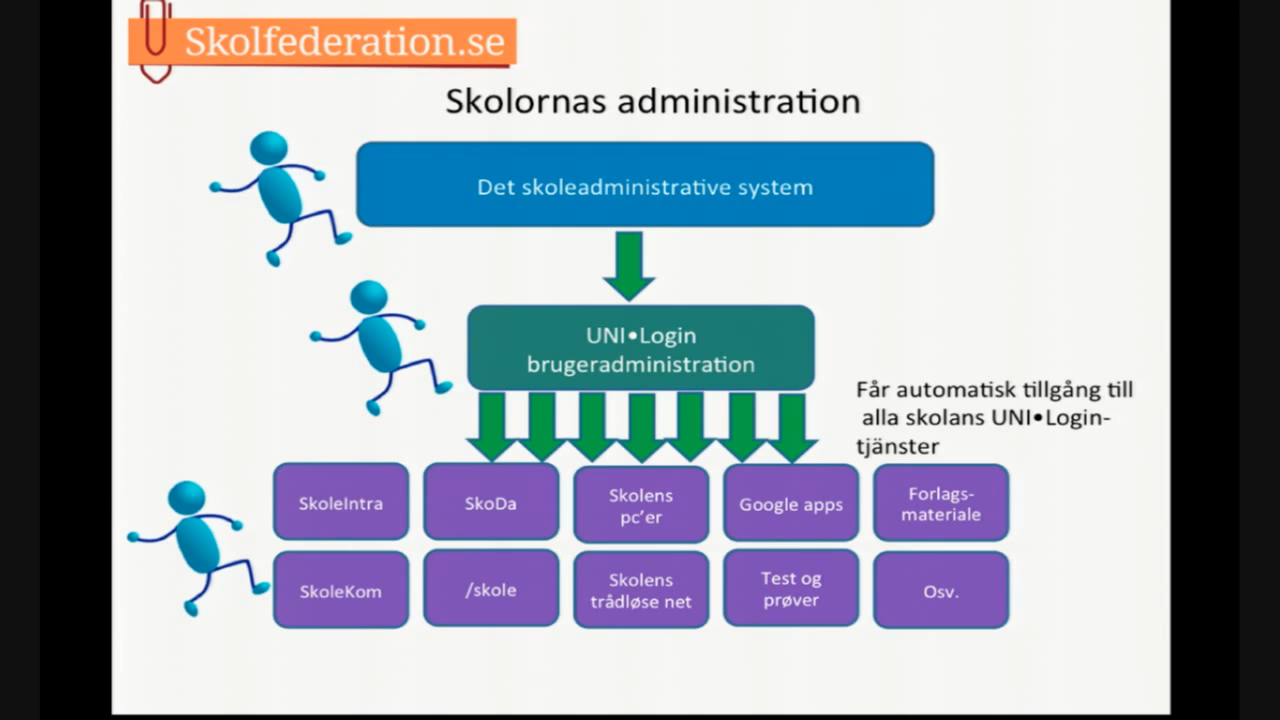 Skolfederation.se
Skolornas administration
Det skoleadministrative system
UNI•Login
brugeradministration
Får automatisk tillgång till
alla skolans UNI•Login-
tjänster
SkoleIntra
SkoDa
Skolens
pc’er
Google apps
Forlags-
materiale
SkoleKom
/skole
Skolens
trådløse net
Test og
prøver
Osv.